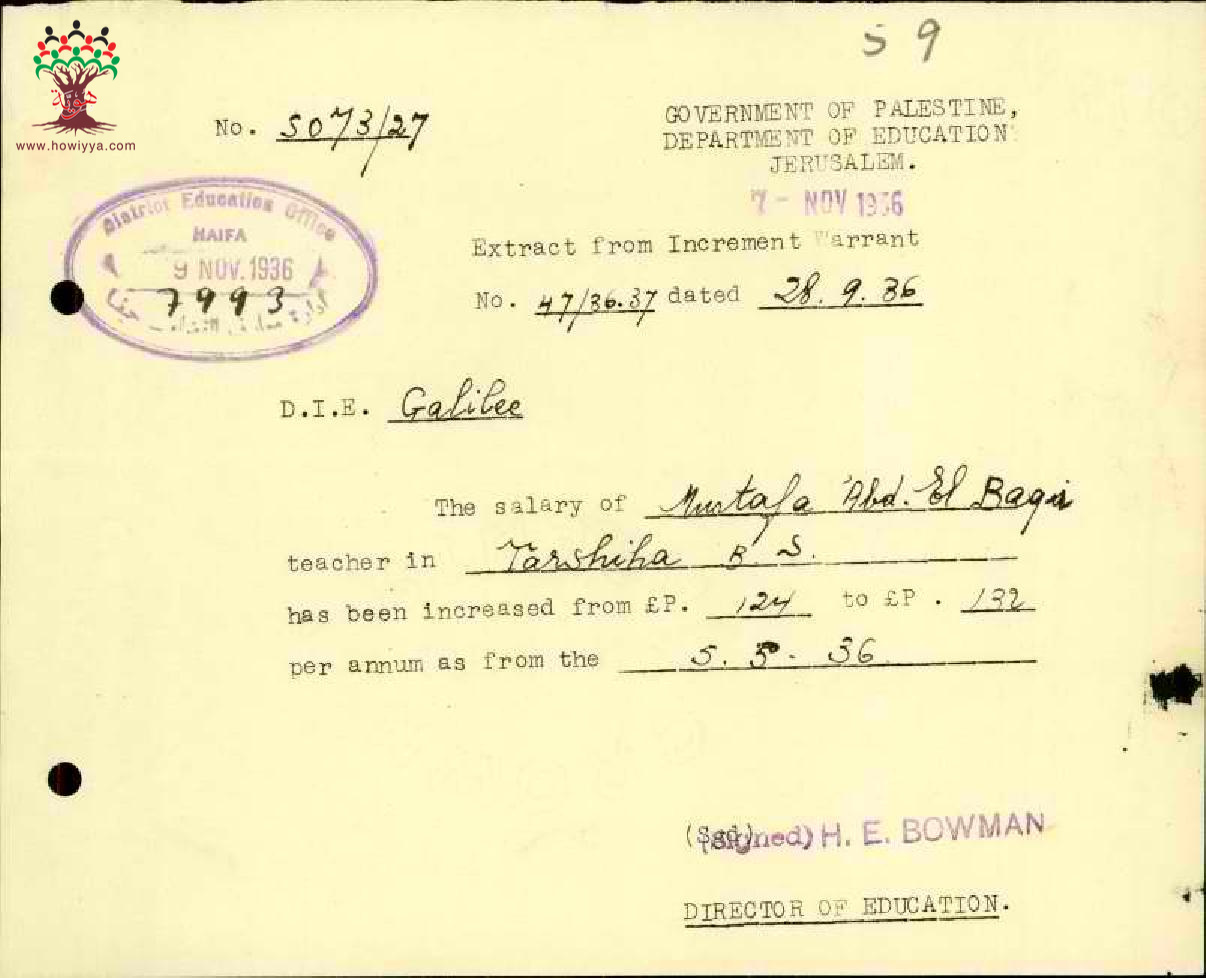 59
هوية
www.howiyya.com
No. 5073/27
GOVERNMENT OF PALESTINE,
DEPARTMENT OF EDUCATION
JERUSALEM.
7 - NOV 1936
District Education Office
HAIFA
9 NOV. 1936
7993
Extract from Increment Warrant
No. 47/36.37 dated 28.9.36
D.I.E. Galilee
The salary of Mustafa 'Abd. El Baqi
teacher in Tarshiha B S.
has been increased from £P. 124 to £P. 132
per annum as from the 5. 5. 36
(Sgd) (Signed) H. E. BOWMAN
DIRECTOR OF EDUCATION.